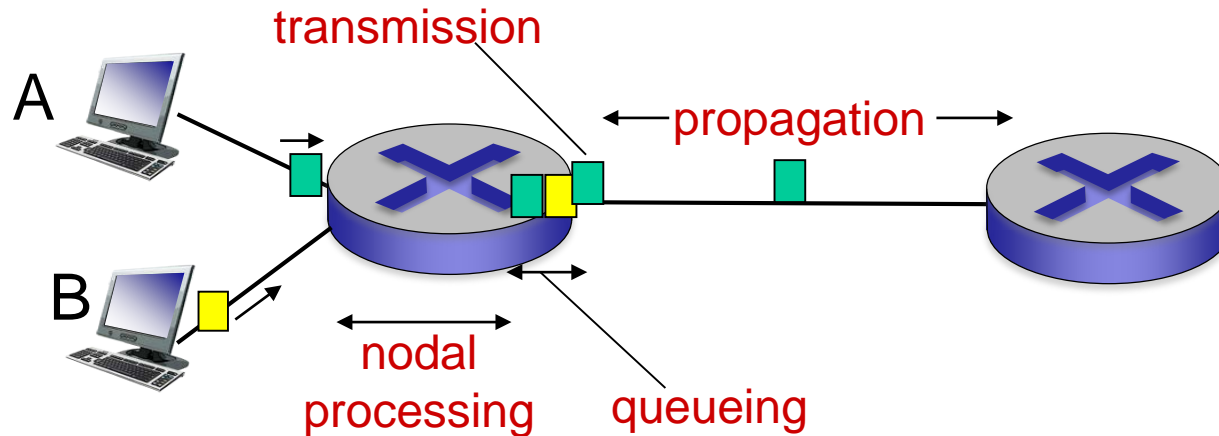 transmission
A
propagation
B
nodal
processing
queueing